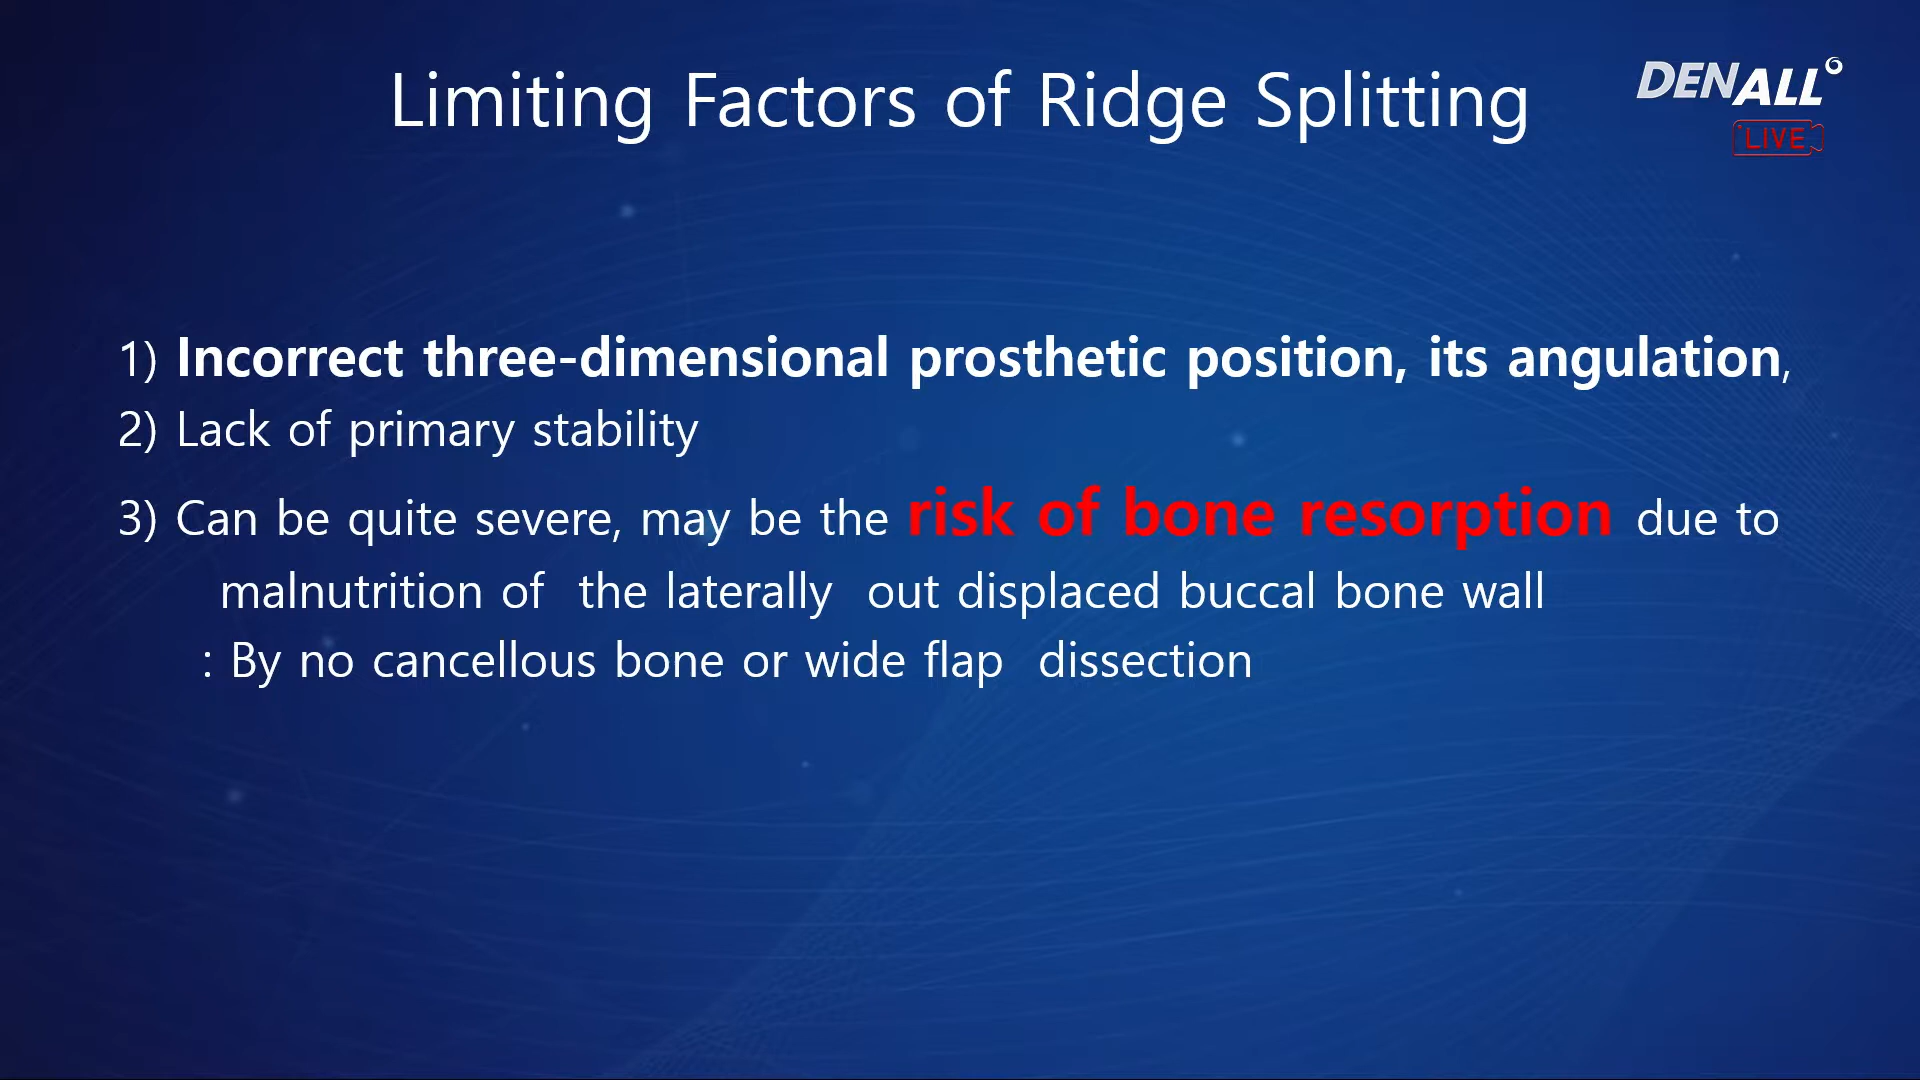 Limiting Factors of Ridge Splitting
DENALL
LIVE
1) Incorrect three-dimensional prosthetic position, its angulation,
2) Lack of primary stability
3) Can be quite severe, may be the risk of bone resorption due to
malnutrition of the laterally out displaced buccal bone wall
: By no cancellous bone or wide flap dissection